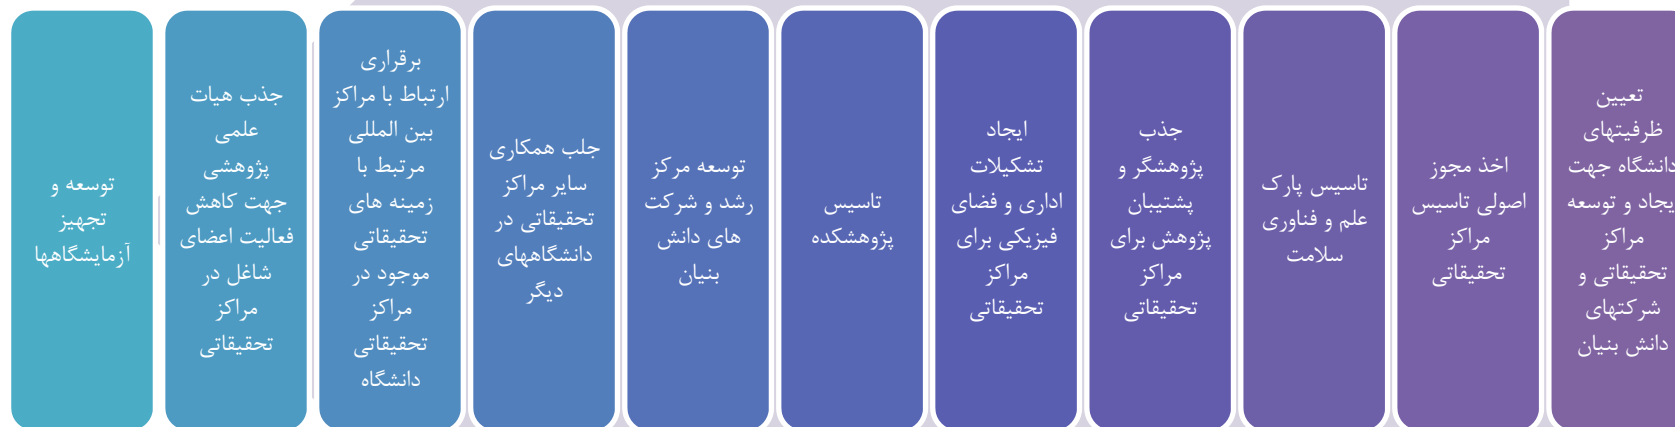 تعیین
ظرفیتهای
دانشگاه جهت
ایجاد و توسعه
مراکز
تحقیقاتی و
شرکتهای
دانش بنیان
اخذ مجوز
اصولی تاسیس
مراکز
تحقیقاتی
تاسیس پارک
علم و فناوری
سلامت
جذب
پژوهشگر و
پشتیبان
پژوهش برای
مراکز
تحقیقاتی
ایجاد
تشکیلات
اداری و فضای
فیزیکی برای
مراکز
تحقیقاتی
تاسیس
پژوهشکده
توسعه مرکز
رشد و شرکت
های دانش
بنیان
جلب همکاری
سایر مراکز
تحقیقاتی در
دانشگاههای
دیگر
برقراری
ارتباط با مراکز
بین المللی
مرتبط با
زمینه های
تحقیقاتی
موجود در
مراکز
تحقیقاتی
دانشگاه
جذب هیات
علمی
پژوهشی
جهت کاهش
فعالیت اعضای
شاغل در
مراکز
تحقیقاتی
توسعه و
تجهیز
آزمایشگاهها